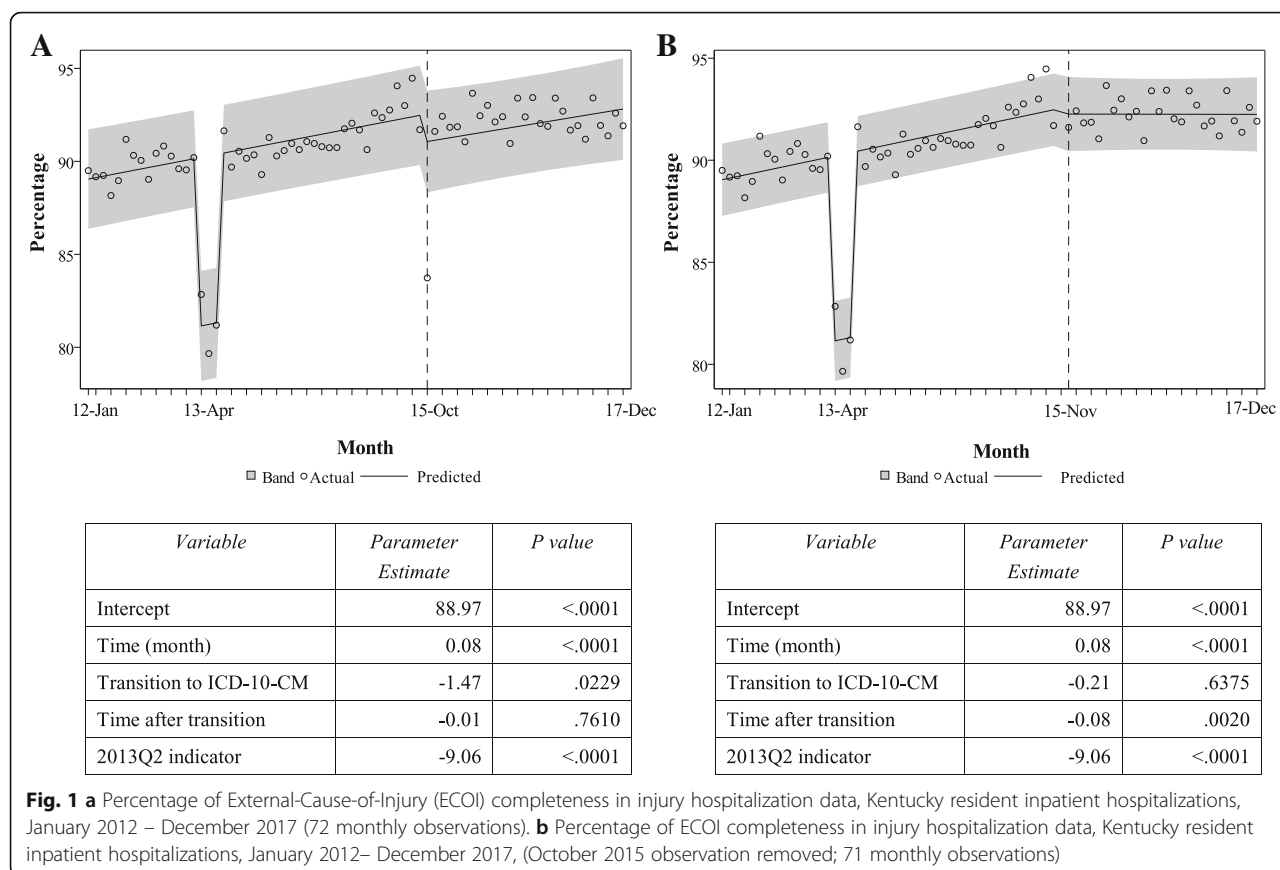 A
Percentage
95
90
85
80
12-Jan 13-Apr 15-Oct 17-Dec
Month
Band Actual Predicted
B
Percentage
95
90
85
80
12-Jan 13-Apr 15-Nov 17-Dec
Month
Band Actual Predicted
Variable Parameter Estimate P value
Intercept 88.97 <.0001
Time (month) 0.08 <.0001
Transition to ICD-10-CM -1.47 .0229
Time after transition -0.01 .7610
2013Q2 indicator -9.06 <.0001
Variable Parameter Estimate P value
Intercept 88.97 <.0001
Time (month) 0.08 <.0001
Transition to ICD-10-CM -0.21 .6375
Time after transition -0.08 .0020
2013Q2 indicator -9.06 <.0001
Fig. 1 a Percentage of External-Cause-of-Injury (ECOI) completeness in injury hospitalization data, Kentucky resident inpatient hospitalizations,
January 2012 – December 2017 (72 monthly observations). b Percentage of ECOI completeness in injury hospitalization data, Kentucky resident
inpatient hospitalizations, January 2012– December 2017, (October 2015 observation removed; 71 monthly observations)